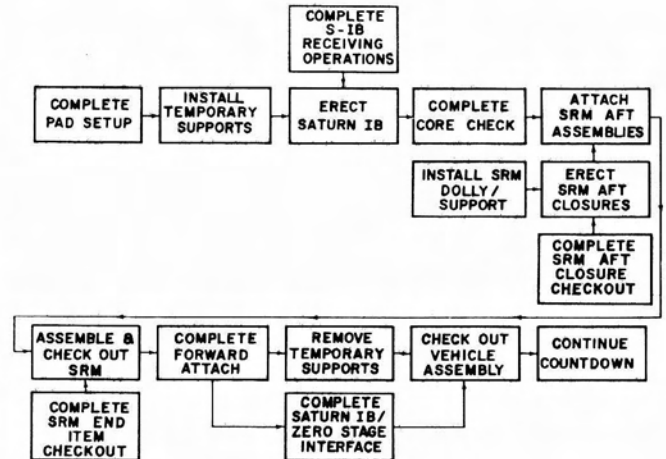 COMPLETE
S-IB
RECEIVING
OPERATIONS
COMPLETE
PAD SETUP
INSTALL
TEMPORARY
SUPPORTS
ERECT
SATURN IB
COMPLETE
CORE CHECK
ATTACH
SRM AFT
ASSEMBLIES
INSTALL SRM
DOLLY/
SUPPORT
ERECT
SRM AFT
CLOSURES
COMPLETE
SRM AFT
CLOSURE
CHECKOUT
ASSEMBLE &
CHECK OUT
SRM
COMPLETE
FORWARD
ATTACH
REMOVE
TEMPORARY
SUPPORTS
CHECK OUT
VEHICLE
ASSEMBLY
CONTINUE
COUNTDOWN
COMPLETE
SRM END
ITEM
CHECKOUT
COMPLETE
SATURN IB/
ZERO STAGE
INTERFACE